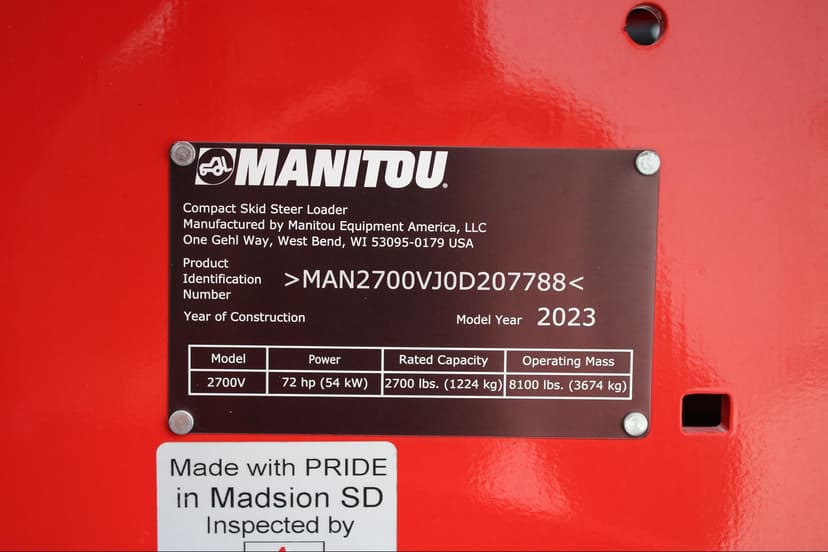 MANITOU
Compact Skid Steer Loader
Manufactured by Manitou Equipment America, LLC
One Gehl Way, West Bend, WI 53095-0179 USA
Product
Identification
Number
>MAN2700VJ0D207788<
Year of Construction
Model Year 2023
Model Power Rated Capacity Operating Mass
2700V 72 hp (54 kW) 2700 lbs. (1224 kg) 8100 lbs. (3674 kg)
Made with PRIDE
in Madsion SD
Inspected by